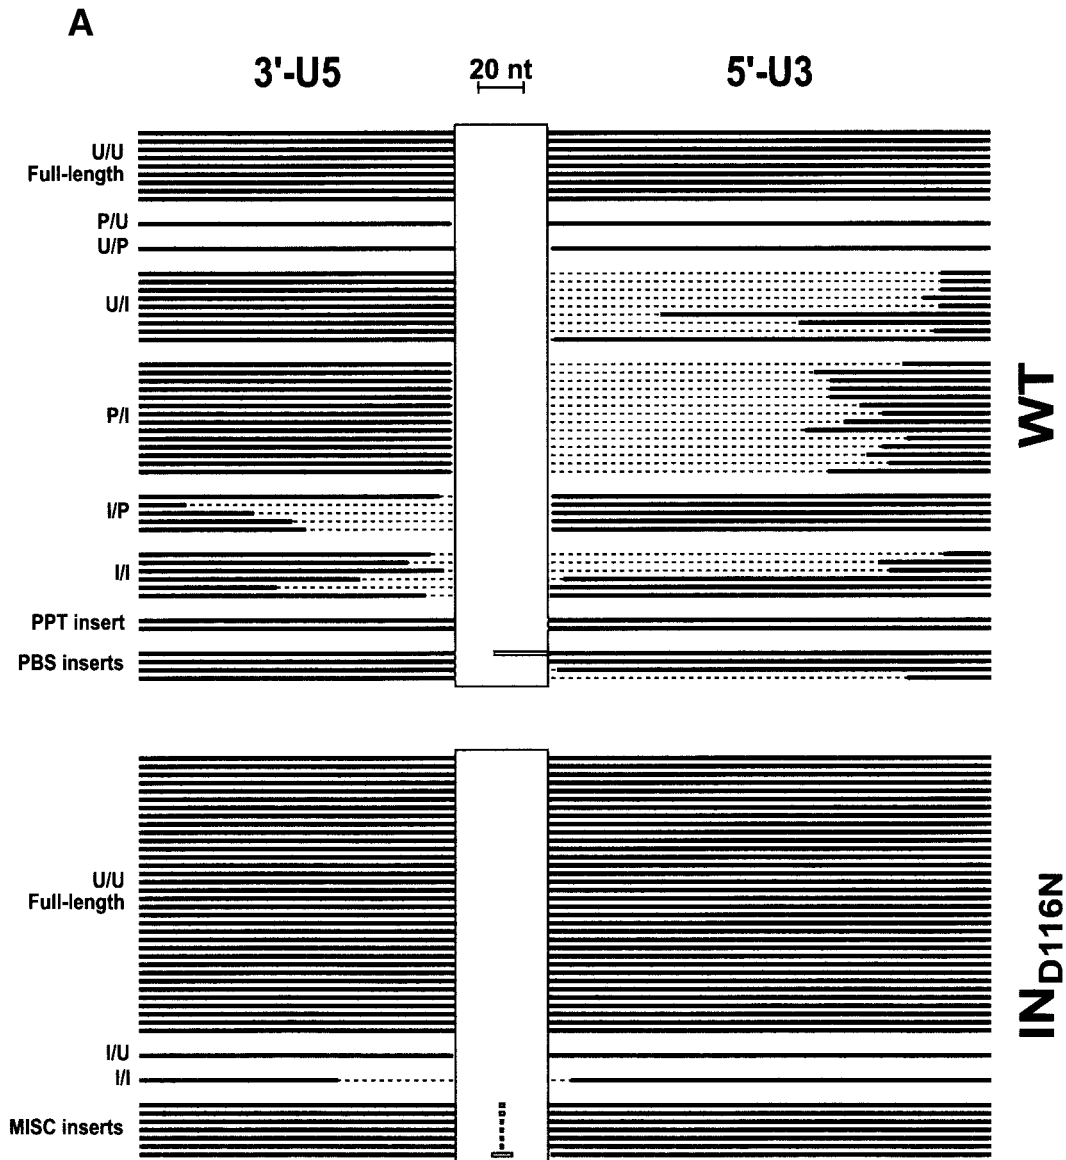 A
3'-U5
20 nt
5'-U3
U/U
Full-length
P/U
U/P
U/I
P/I
I/P
I/I
PPT insert
PBS inserts
WT
U/U
Full-length
I/U
I/I
MISC inserts
IND116N